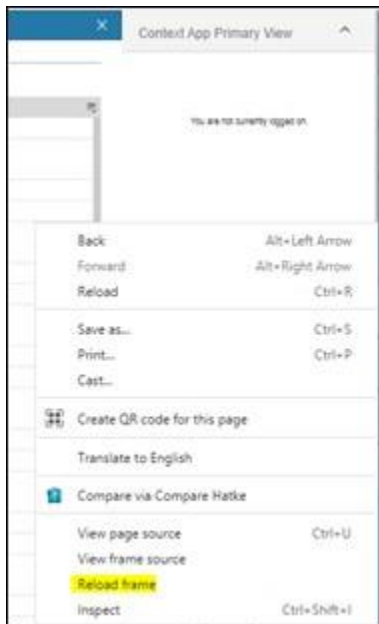 Context App Primary View
You are not currently logged on.
Back Alt+Left Arrow
Forward Alt+Right Arrow
Reload Ctrl+R
Save as... Ctrl+S
Print... Ctrl+P
Cast...
Create QR code for this page
Translate to English
Compare via Compare Hatke
View page source Ctrl+U
View frame source
Reload frame
Inspect Ctrl+Shift+I